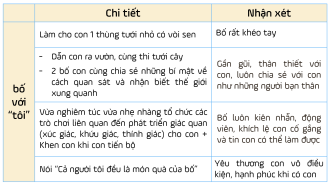 Chi tiết
Nhận xét
bố
với
"tôi"
Làm cho con 1 thùng tưới nhỏ có vòi sen
Bố rất khéo tay
- Dẫn con ra vườn, cùng thi tưới cây
- 2 bố con cùng chia sẻ những bí mật về
cách quan sát và nhận biết thế giới
xung quanh
Gần gũi, thân thiết với
con, luôn chia sẻ với con
như những người bạn thân
Vừa nghiêm túc vừa nhẹ nhàng tổ chức các
trò chơi liên quan đến phát triển giác quan
(xúc giác, khứu giác, thính giác) cho con +
Khen con khi con tiến bộ
Bố luôn kiên nhẫn, động
viên, khích lệ con cố gắng
và tin con có thể làm được
Nói "Cả người tôi đều là món quà của bố"
Yêu thương con vô điều
kiện, hạnh phúc khi có con